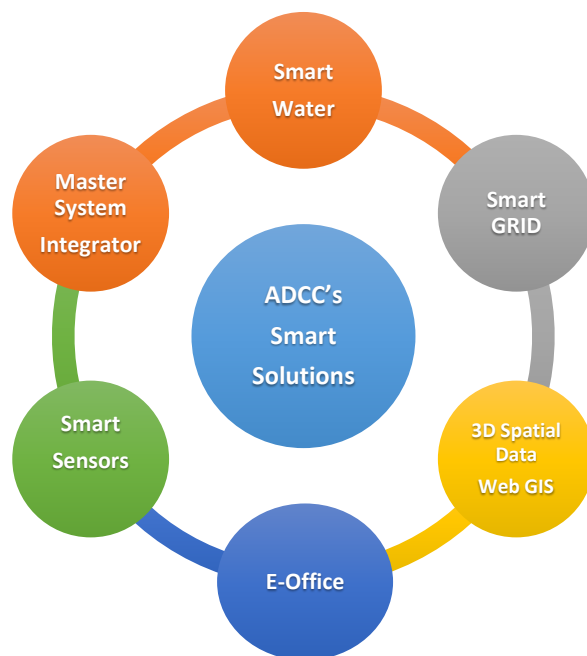 Smart
Water
Smart
GRID
3D Spatial
Data
Web GIS
E-Office
Smart
Sensors
Master
System
Integrator
ADCC's
Smart
Solutions